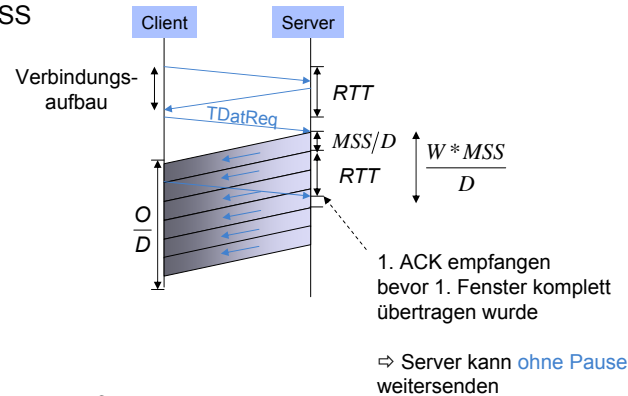 SS
Client
Server
Verbindungs-
aufbau
RTT
TDatReq
MSS/D
W*MSS
D
RTT
O
D
1. ACK empfangen
bevor 1. Fenster komplett
übertragen wurde
⇨ Server kann ohne Pause
weitersenden